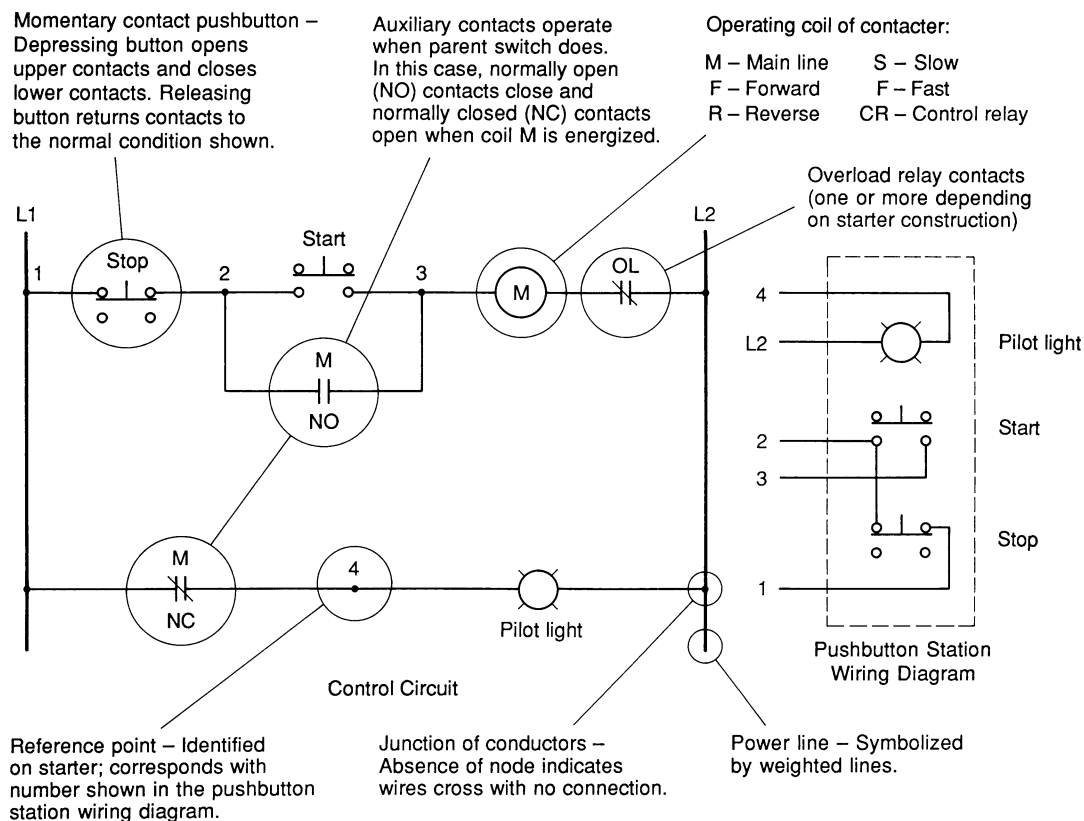 Momentary contact pushbutton –
Depressing button opens
upper contacts and closes
lower contacts. Releasing
button returns contacts to
the normal condition shown.
Auxiliary contacts operate
when parent switch does.
In this case, normally open
(NO) contacts close and
normally closed (NC) contacts
open when coil M is energized.
Operating coil of contacter:
M – Main line S – Slow
F – Forward F – Fast
R – Reverse CR – Control relay
Overload relay contacts
(one or more depending
on starter construction)
L1
L2
1
Stop
2
Start
3
M
OL
M
NO
M
NC
4
Pilot light
Control Circuit
4
L2
Pilot light
2
Start
3
Stop
1
Pushbutton Station
Wiring Diagram
Reference point – Identified
on starter; corresponds with
number shown in the pushbutton
station wiring diagram.
Junction of conductors –
Absence of node indicates
wires cross with no connection.
Power line – Symbolized
by weighted lines.